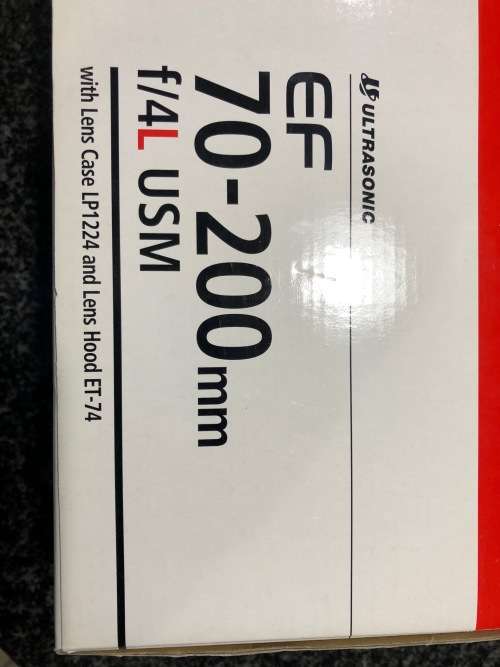 ULTRASONIC
EF
70-200mm
f/4L USM
with Lens Case LP1224 and Lens Hood ET-74